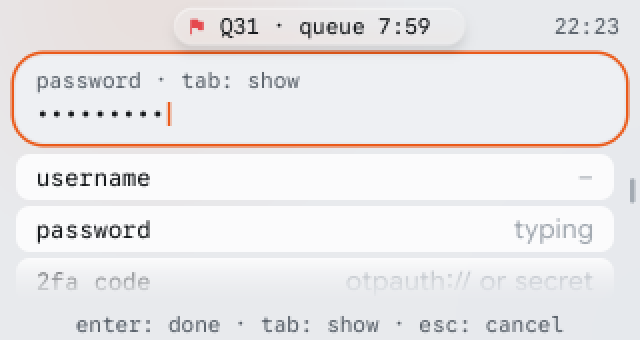 Q31 · queue 7:59
22:23
password · tab: show
•••••••••
username –
password typing
2fa code otpauth:// or secret
enter: done · tab: show · esc: cancel